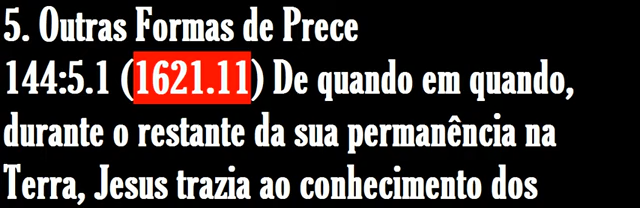 5. Outras Formas de Prece
144:5.1 (1621.11) De quando em quando,
durante o restante da sua permanência na
Terra, Jesus trazia ao conhecimento dos